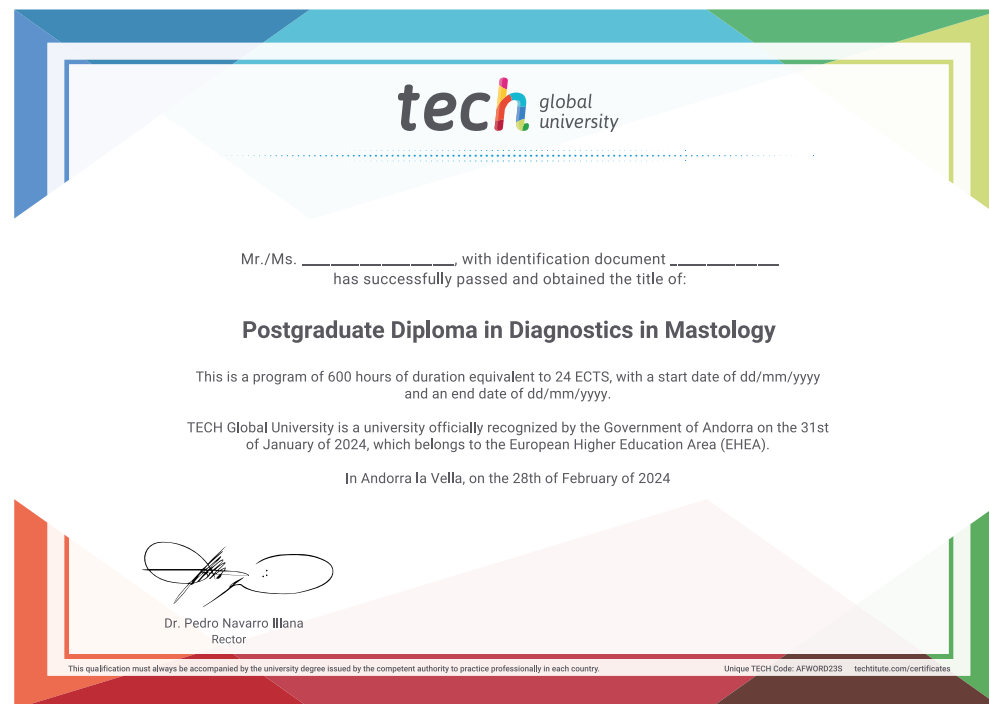 tech global university
Mr./Ms. ____________________, with identification document ______________
has successfully passed and obtained the title of:
Postgraduate Diploma in Diagnostics in Mastology
This is a program of 600 hours of duration equivalent to 24 ECTS, with a start date of dd/mm/yyyy
and an end date of dd/mm/yyyy.
TECH Global University is a university officially recognized by the Government of Andorra on the 31st
of January of 2024, which belongs to the European Higher Education Area (EHEA).
In Andorra la Vella, on the 28th of February of 2024
Dr. Pedro Navarro Illana
Rector
This qualification must always be accompanied by the university degree issued by the competent authority to practice professionally in each country.
Unique TECH Code: AFWORD23S techtitute.com/certificates